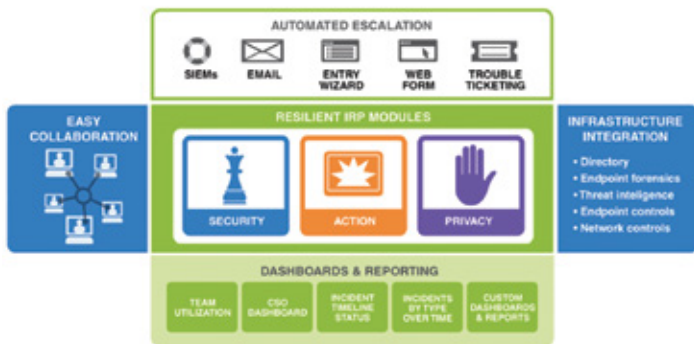 AUTOMATED ESCALATION
SIEMs
EMAIL
ENTRY
WIZARD
WEB
FORM
TROUBLE
TICKETING
EASY
COLLABORATION
RESILIENT IRP MODULES
SECURITY
ACTION
PRIVACY
INFRASTRUCTURE
INTEGRATION
• Directory
• Endpoint forensics
• Threat inteligence
• Endpoint controls
• Network controls
DASHBOARDS & REPORTING
TEAM
UTILIZATION
CSO
DASHBOARD
INCIDENT
TIMELINE
STATUS
INCIDENTS
BY TYPE
OVER TIME
CUSTOM
DASHBOARDS
& REPORTS